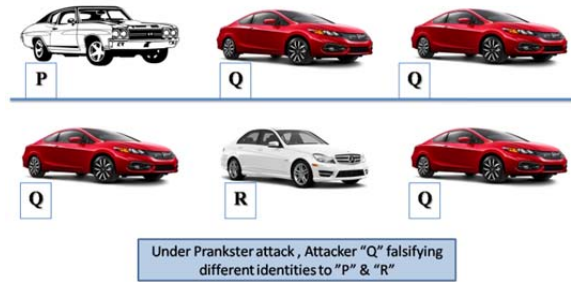 P
Q
Q
Q
R
Q
Under Prankster attack , Attacker "Q" falsifying
different identities to "P" & "R"